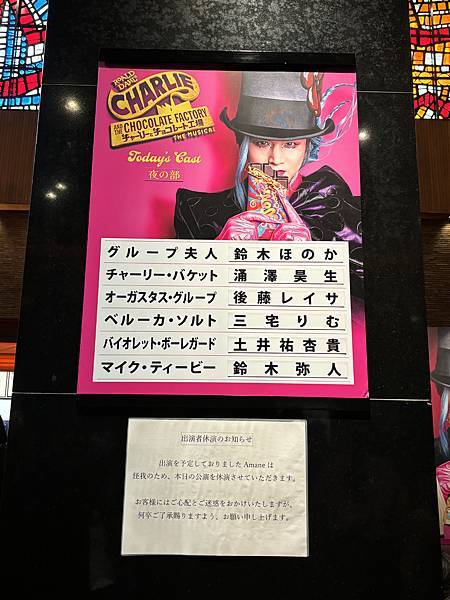 ROALD
DAHL
CHARLIE
AND THE CHOCOLATE FACTORY
チャーリーとチョコレート工場
THE MUSICAL
Today's Cast
夜の部
グループ夫人 鈴木ほのか
チャーリー・バケット 涌澤昊生
オーガスタス・グループ 後藤レイサ
ベルーカ・ソルト 三宅りむ
バイオレット・ボーレガード 土井祐杏貴
マイク・ティービー 鈴木弥人
出演者休演のお知らせ
出演を予定しておりました Amane は
怪我のため、本日の公演を休演させていただきます。
お客様にはご心配とご迷惑をおかけいたしますが、
何卒ご了承賜りますよう、お願い申し上げます。